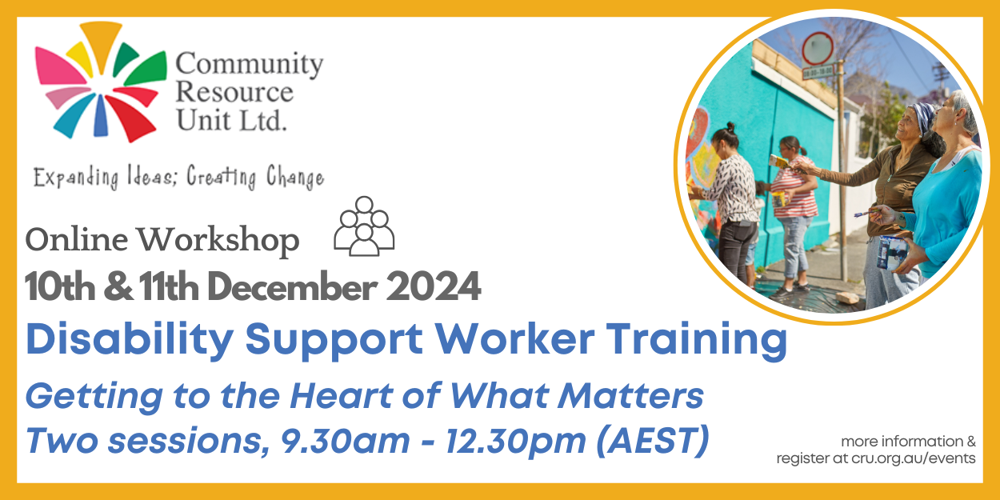 Community
Resource
Unit Ltd.
Expanding Ideas; Creating Change
Online Workshop
10th & 11th December 2024
Disability Support Worker Training
Getting to the Heart of What Matters
Two sessions, 9.30am - 12.30pm (AEST)
more information &
register at cru.org.au/events